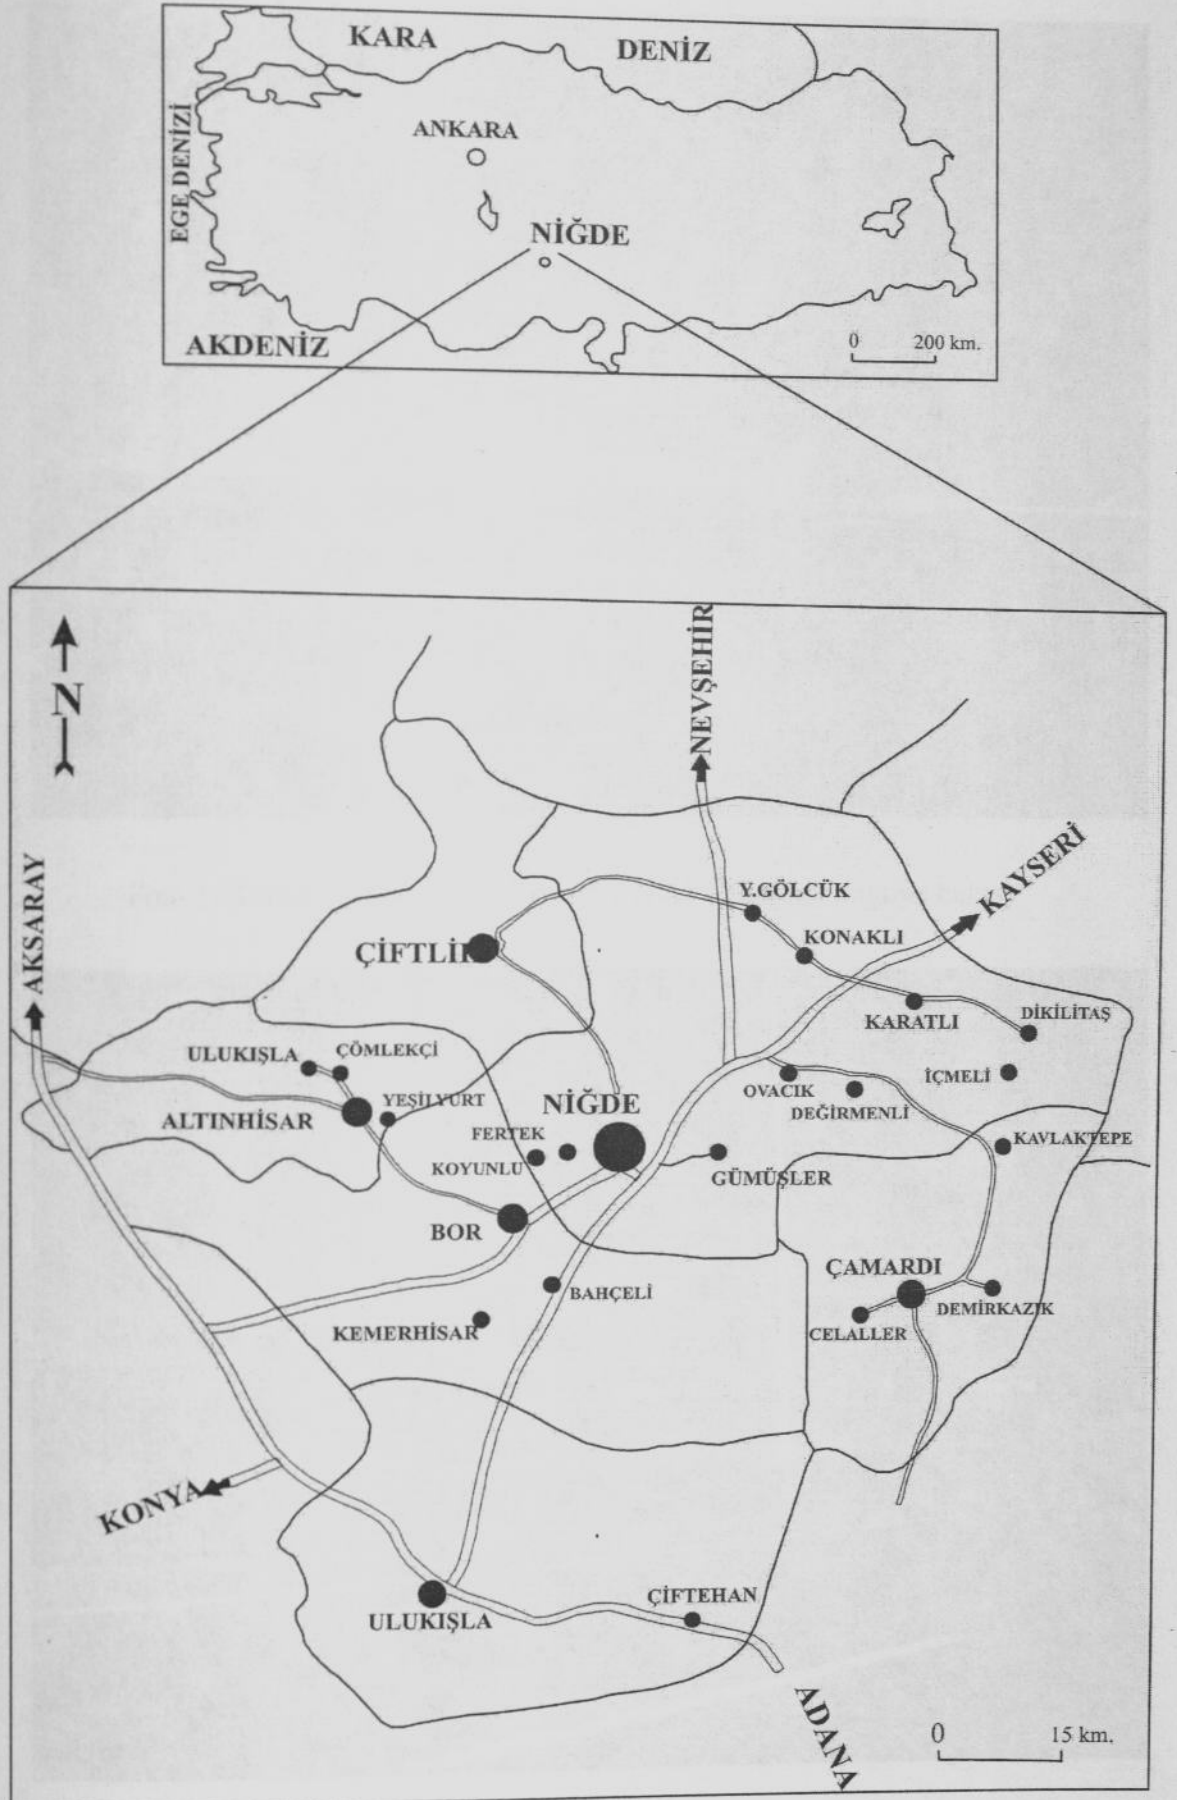 KARA DENİZ
EGE DENİZİ
ANKARA
NİĞDE
AKDENİZ
0 200 km.
N
NEVŞEHİR
KAYSERİ
AKSARAY
Y.GÖLCÜK
KONAKLI
ÇİFTLİK
KARATLI
DİKİLİTAŞ
ULUKIŞLA
ÇÖMLEKÇİ
İÇMELİ
OVACIK
DEĞİRMENLİ
ALTINHİSAR
YEŞİLYURT
NİĞDE
FERTEK
KOYUNLU
KAVLAKTEPE
GÜMÜŞLER
BOR
ÇAMARDI
BAHÇELİ
DEMİRKAZIK
KEMERHİSAR
CELALLER
KONYA
ULUKIŞLA
ÇİFTEHAN
ADANA
0 15 km.